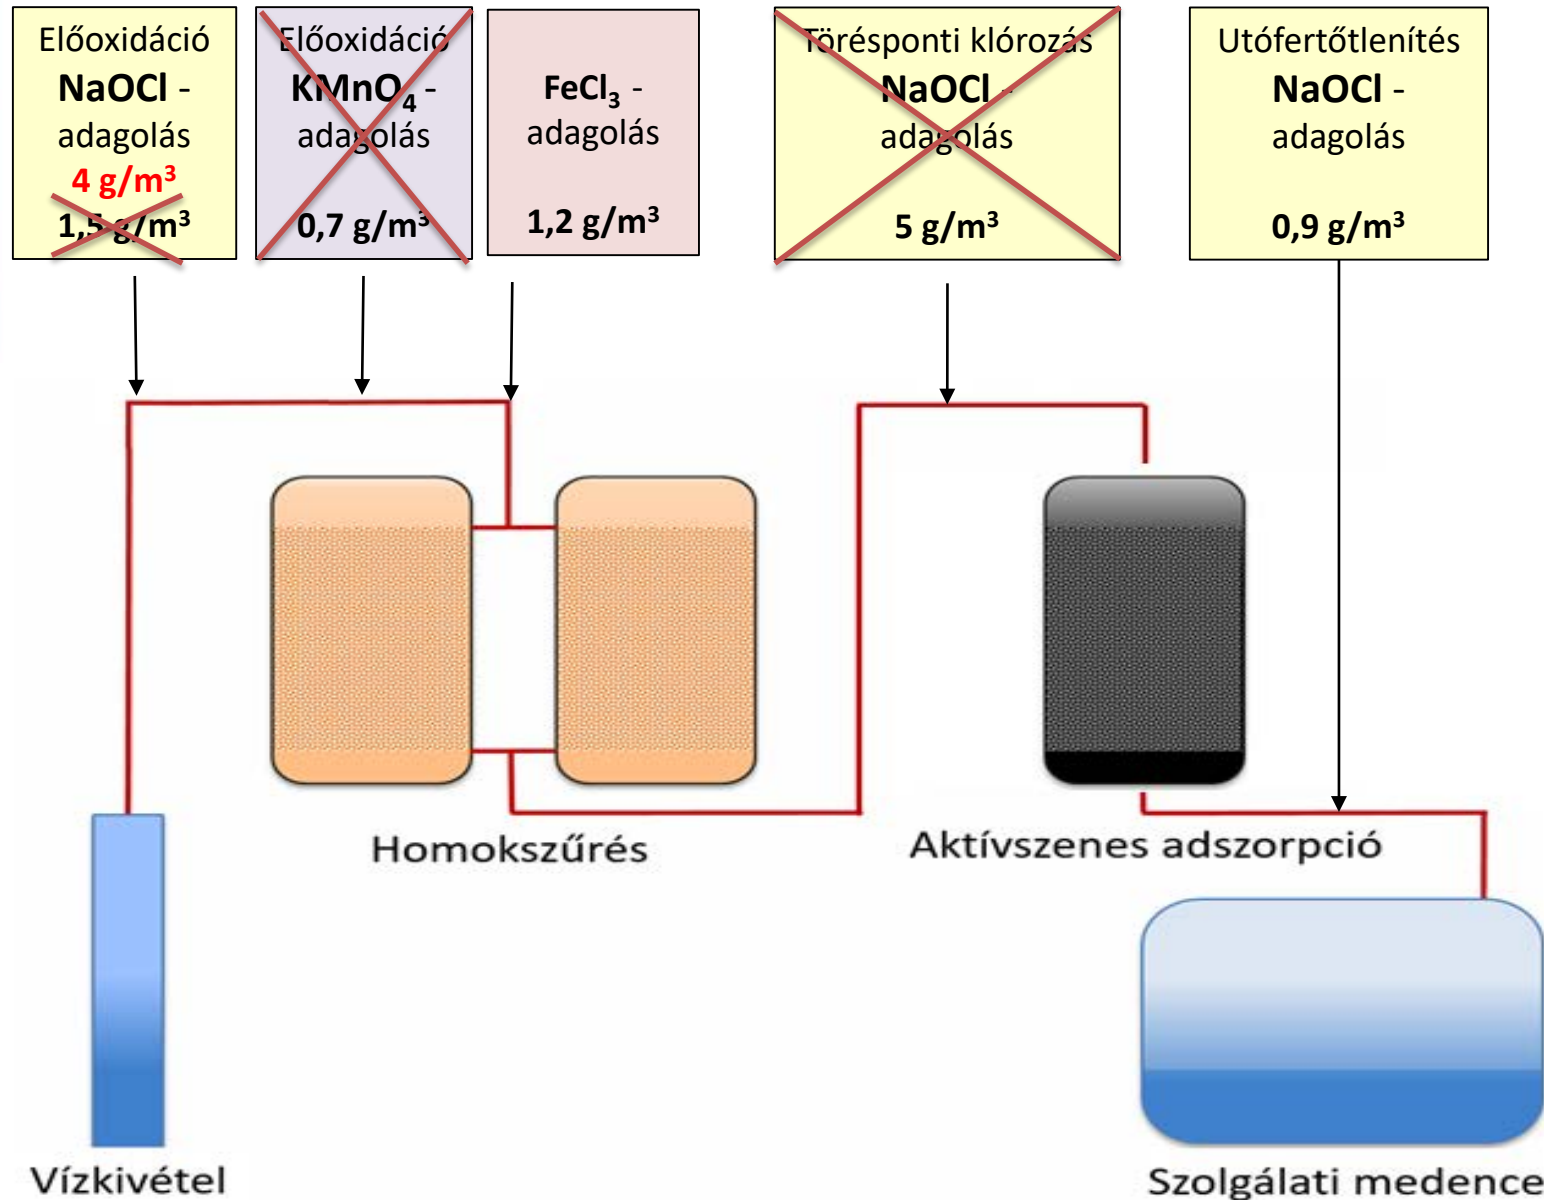 Előoxidáció
NaOCl -
adagolás
4 g/m³
1,5 g/m³
Előoxidáció
KMnO₄ -
adagolás
0,7 g/m³
FeCl₃ -
adagolás
1,2 g/m³
Törésponti klórozás
NaOCl -
adagolás
5 g/m³
Utófertőtlenítés
NaOCl -
adagolás
0,9 g/m³
Homokszűrés
Aktívszenes adszorpció
Vízkivétel
Szolgálati medence